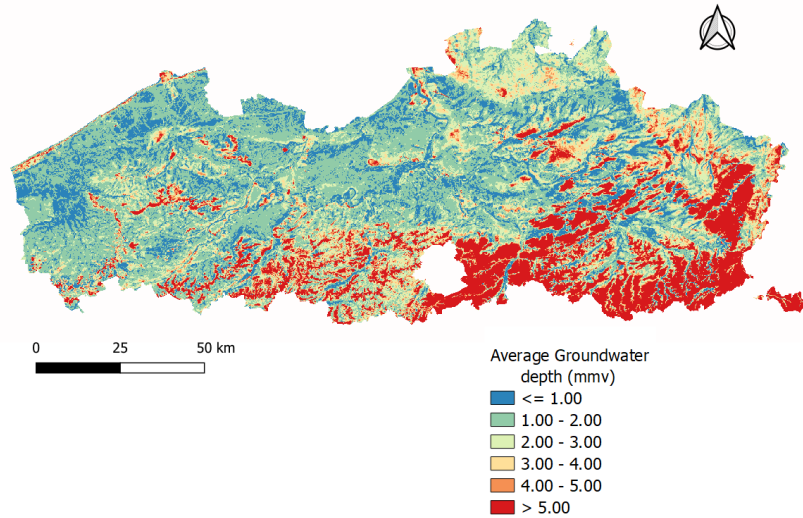 0 25 50 km
Average Groundwater
depth (mmv)
<= 1.00
1.00 - 2.00
2.00 - 3.00
3.00 - 4.00
4.00 - 5.00
> 5.00